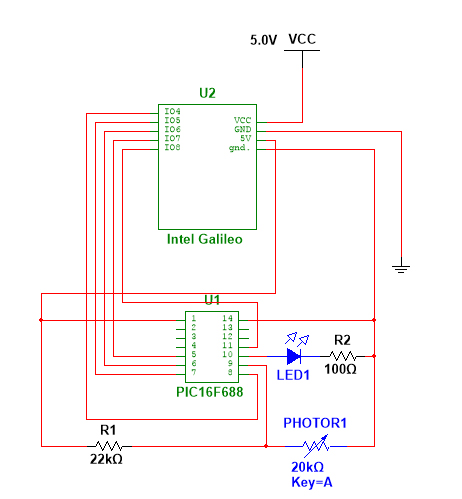 5.0V VCC
U2
IO4
IO5
IO6
IO7
IO8
VCC
GND
5V
gnd.
Intel Galileo
U1
1 14
2 13
3 12
4 11
5 10
6 9
7 8
PIC16F688
LED1
R2
100Ω
R1
22kΩ
PHOTOR1
20kΩ
Key=A